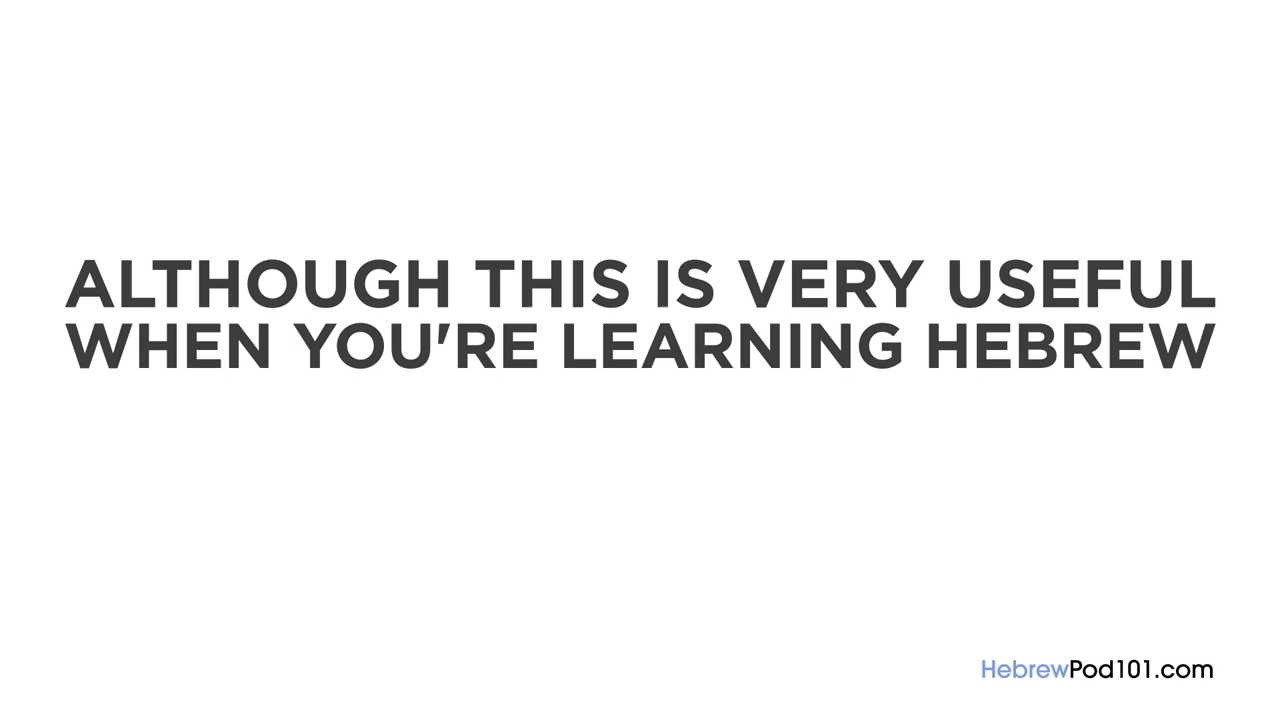 ALTHOUGH THIS IS VERY USEFUL
WHEN YOU'RE LEARNING HEBREW
HebrewPod101.com